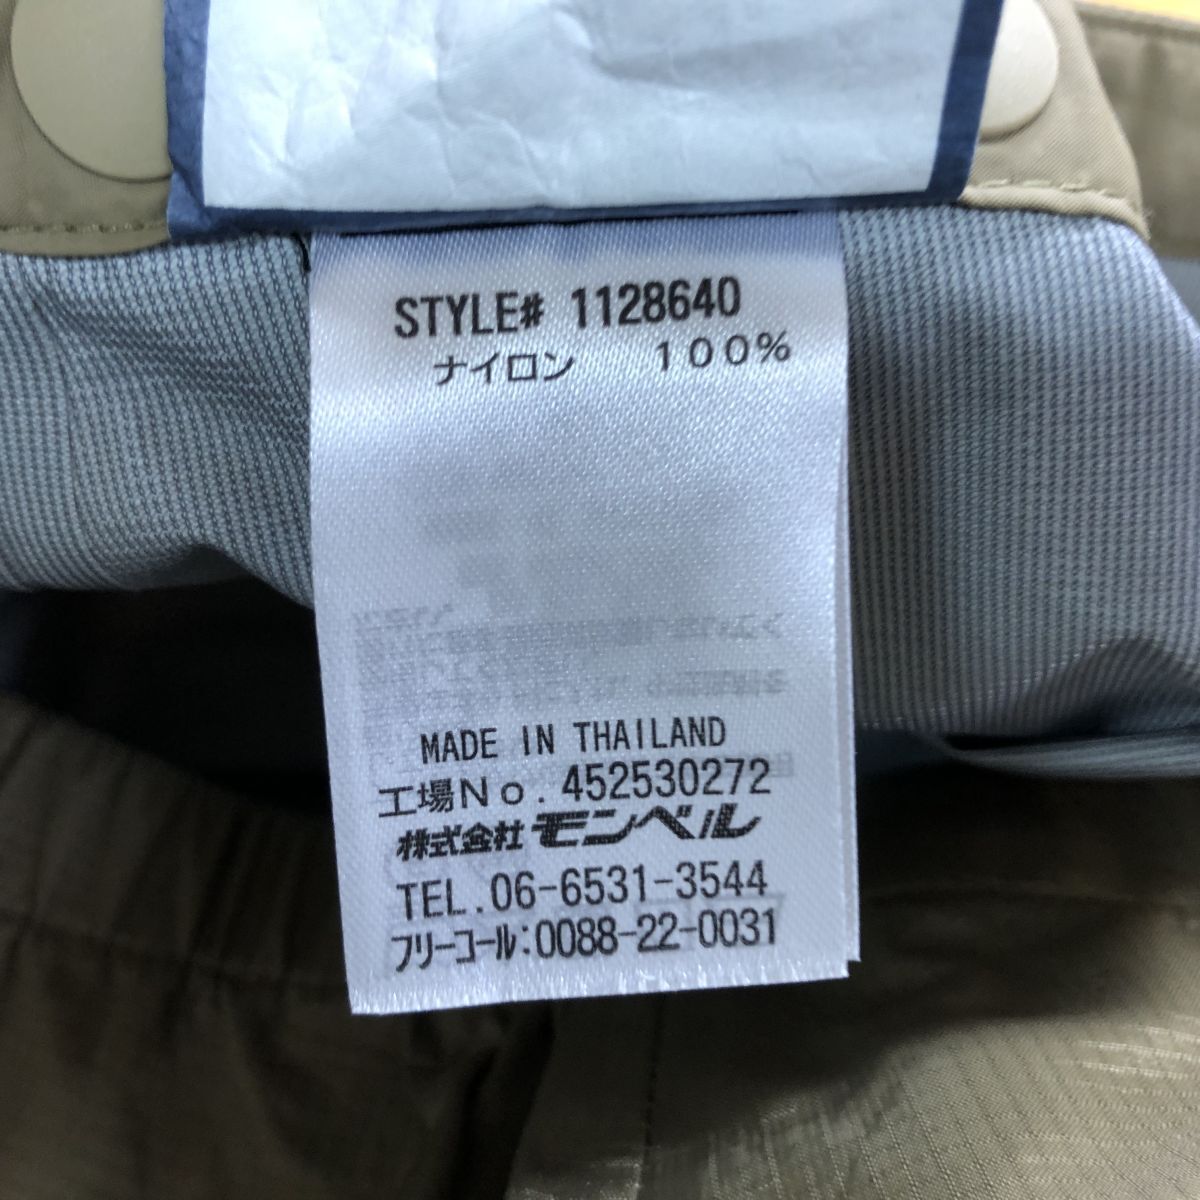 STYLE# 1128640
ナイロン 100%
MADE IN THAILAND
工場No. 452530272
株式会社 モンベル
TEL. 06-6531-3544
フリーコール:0088-22-0031